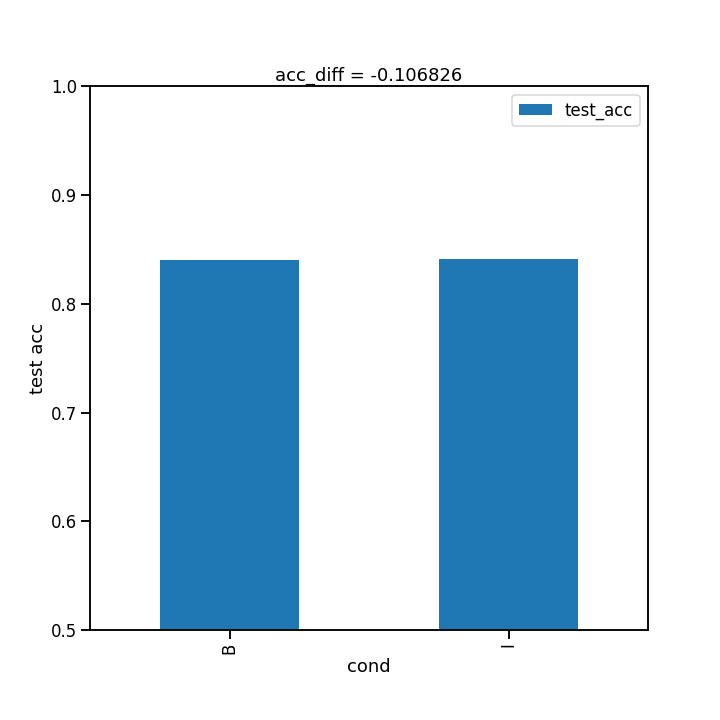 acc_diff = -0.106826
test_acc
1.0
0.9
0.8
0.7
0.6
0.5
test acc
B
I
cond